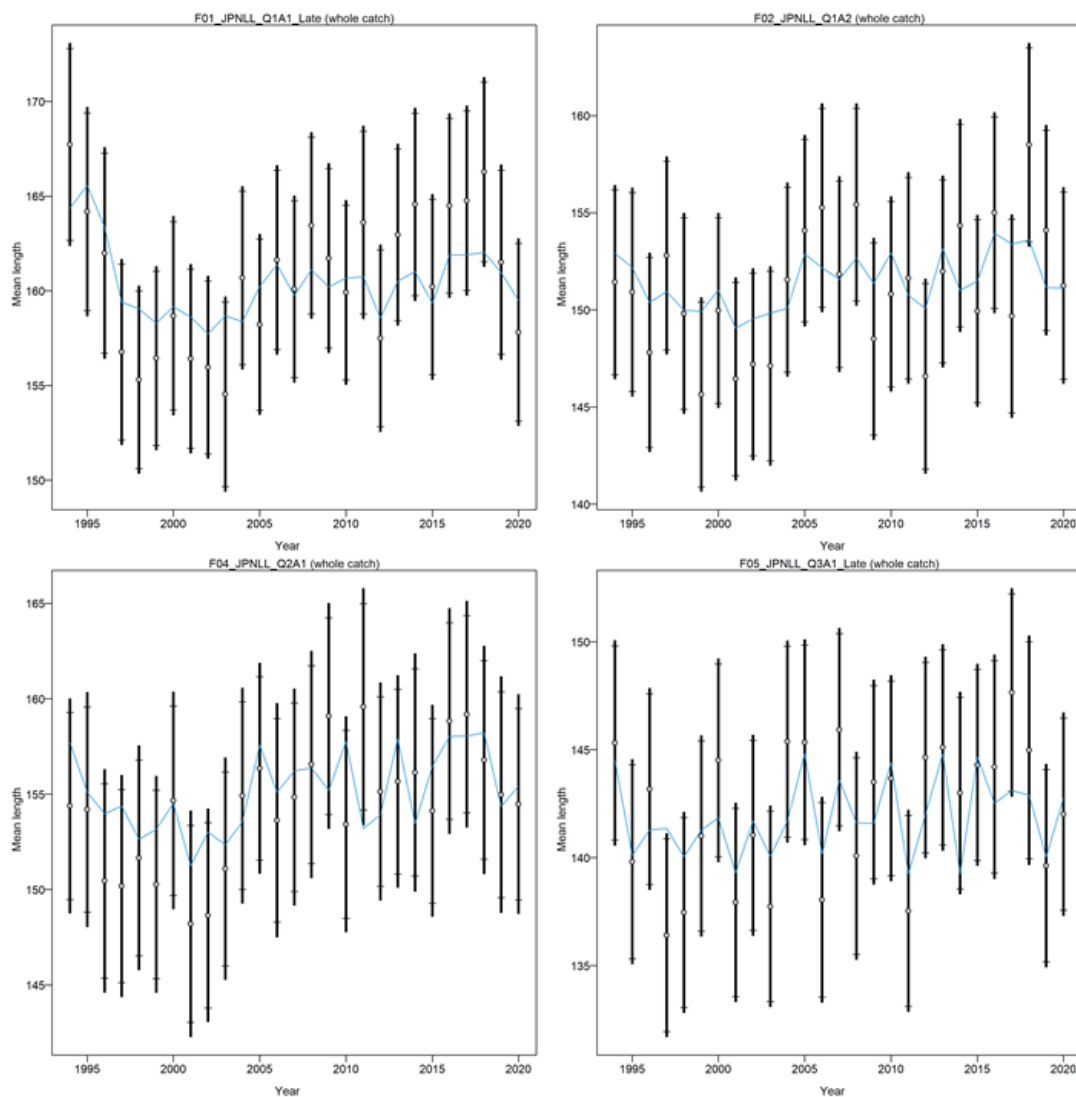 F01_JPNLL_Q1A1_Late (whole catch)
Mean length
170
165
160
155
150
1995 2000 2005 2010 2015 2020
Year
F02_JPNLL_Q1A2 (whole catch)
Mean length
160
155
150
145
140
1995 2000 2005 2010 2015 2020
Year
F04_JPNLL_Q2A1 (whole catch)
Mean length
165
160
155
150
145
1995 2000 2005 2010 2015 2020
Year
F05_JPNLL_Q3A1_Late (whole catch)
Mean length
150
145
140
135
1995 2000 2005 2010 2015 2020
Year